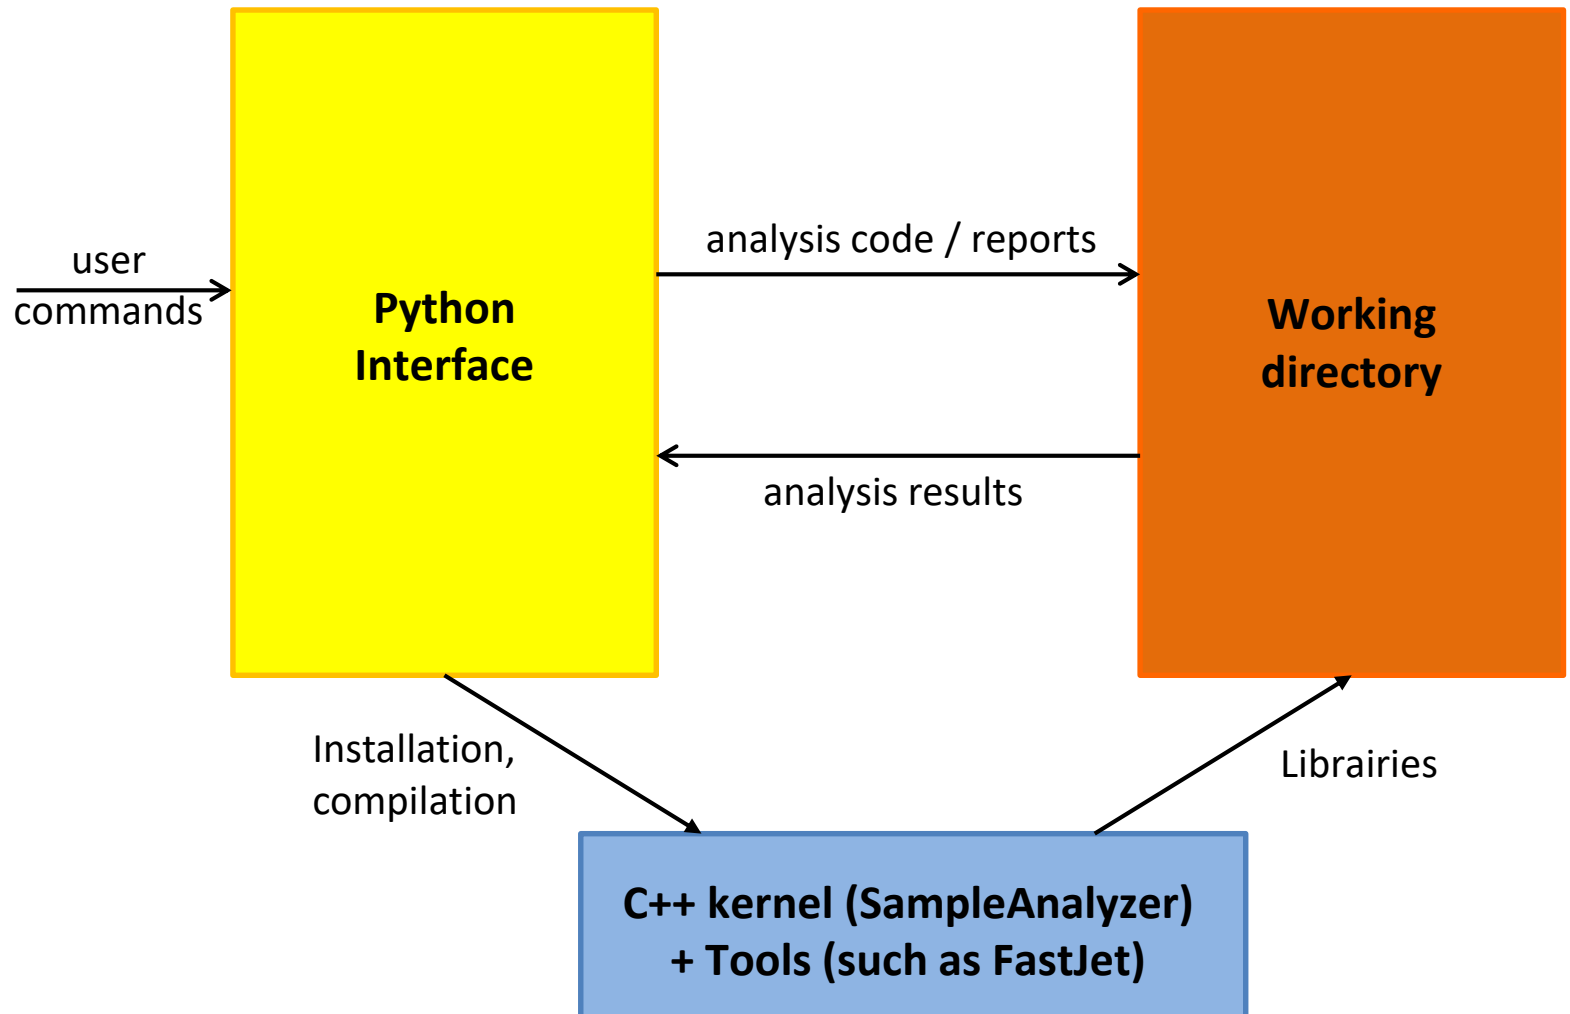 user
commands
Python
Interface
analysis code / reports
analysis results
Working
directory
Installation,
compilation
Librairies
C++ kernel (SampleAnalyzer)
+ Tools (such as FastJet)